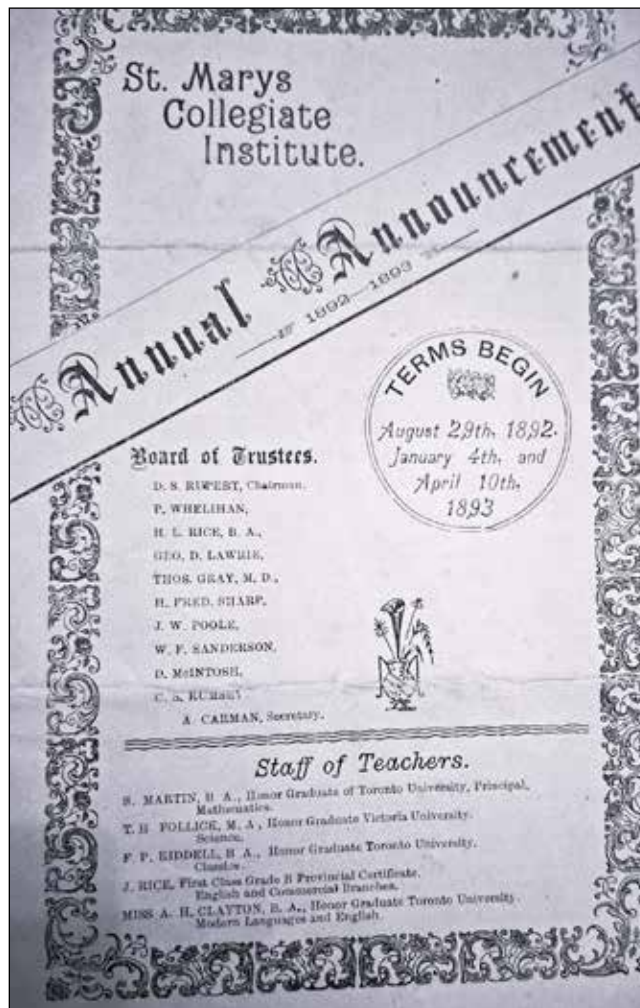 St. Marys
Collegiate
Institute.
Annual Announcement
1892—1893
TERMS BEGIN
August 29th, 1892.
January 4th, and
April 10th,
1893
Board of Trustees.
D. S. RUPERT, Chairman.
P. WHELIHAN,
H. L. RICE, B. A.,
GEO. D. LAWRIE,
THOS. GRAY, M. D.,
H. FRED. SHARP,
J. W. POOLE,
W. F. SANDERSON,
D. McINTOSH,
C. S.
A. CARMAN, Secretary.
Staff of Teachers.
S. MARTIN, B. A., Honor Graduate of Toronto University, Principal,
Mathematics.
T. H. FOLLICK, M. A., Honor Graduate Victoria University.
Science.
F. P. RIDDELL, B. A., Honor Graduate Toronto University.
Classics.
J. RICE, First Class Grade B Provincial Certificate.
English and Commercial Branches.
MISS A. H. CLAYTON, B. A., Honor Graduate Toronto University.
Modern Languages and English.